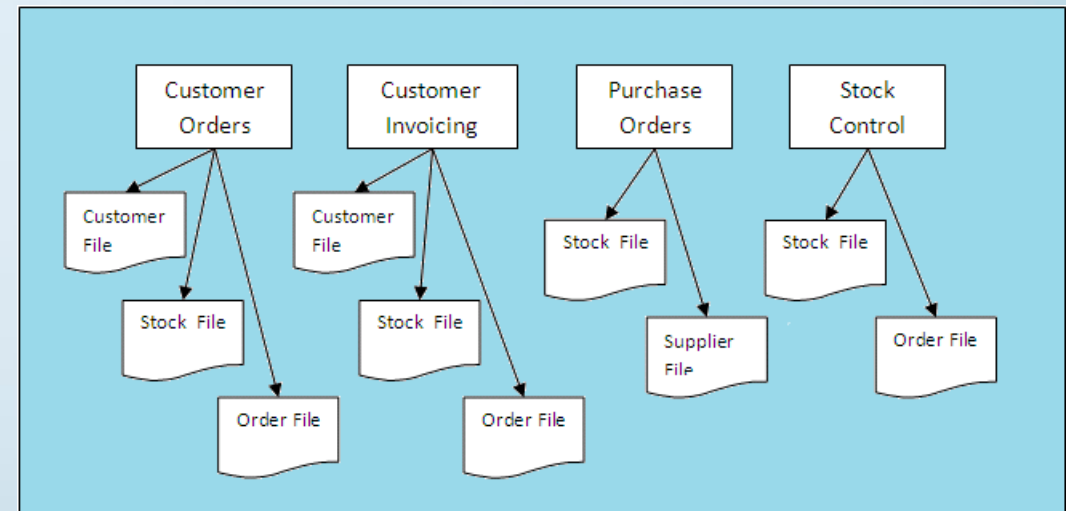 Customer
Orders
Customer
Invoicing
Purchase
Orders
Stock
Control
Customer
File
Stock File
Order File
Customer
File
Stock File
Order File
Stock File
Supplier
File
Stock File
Order File